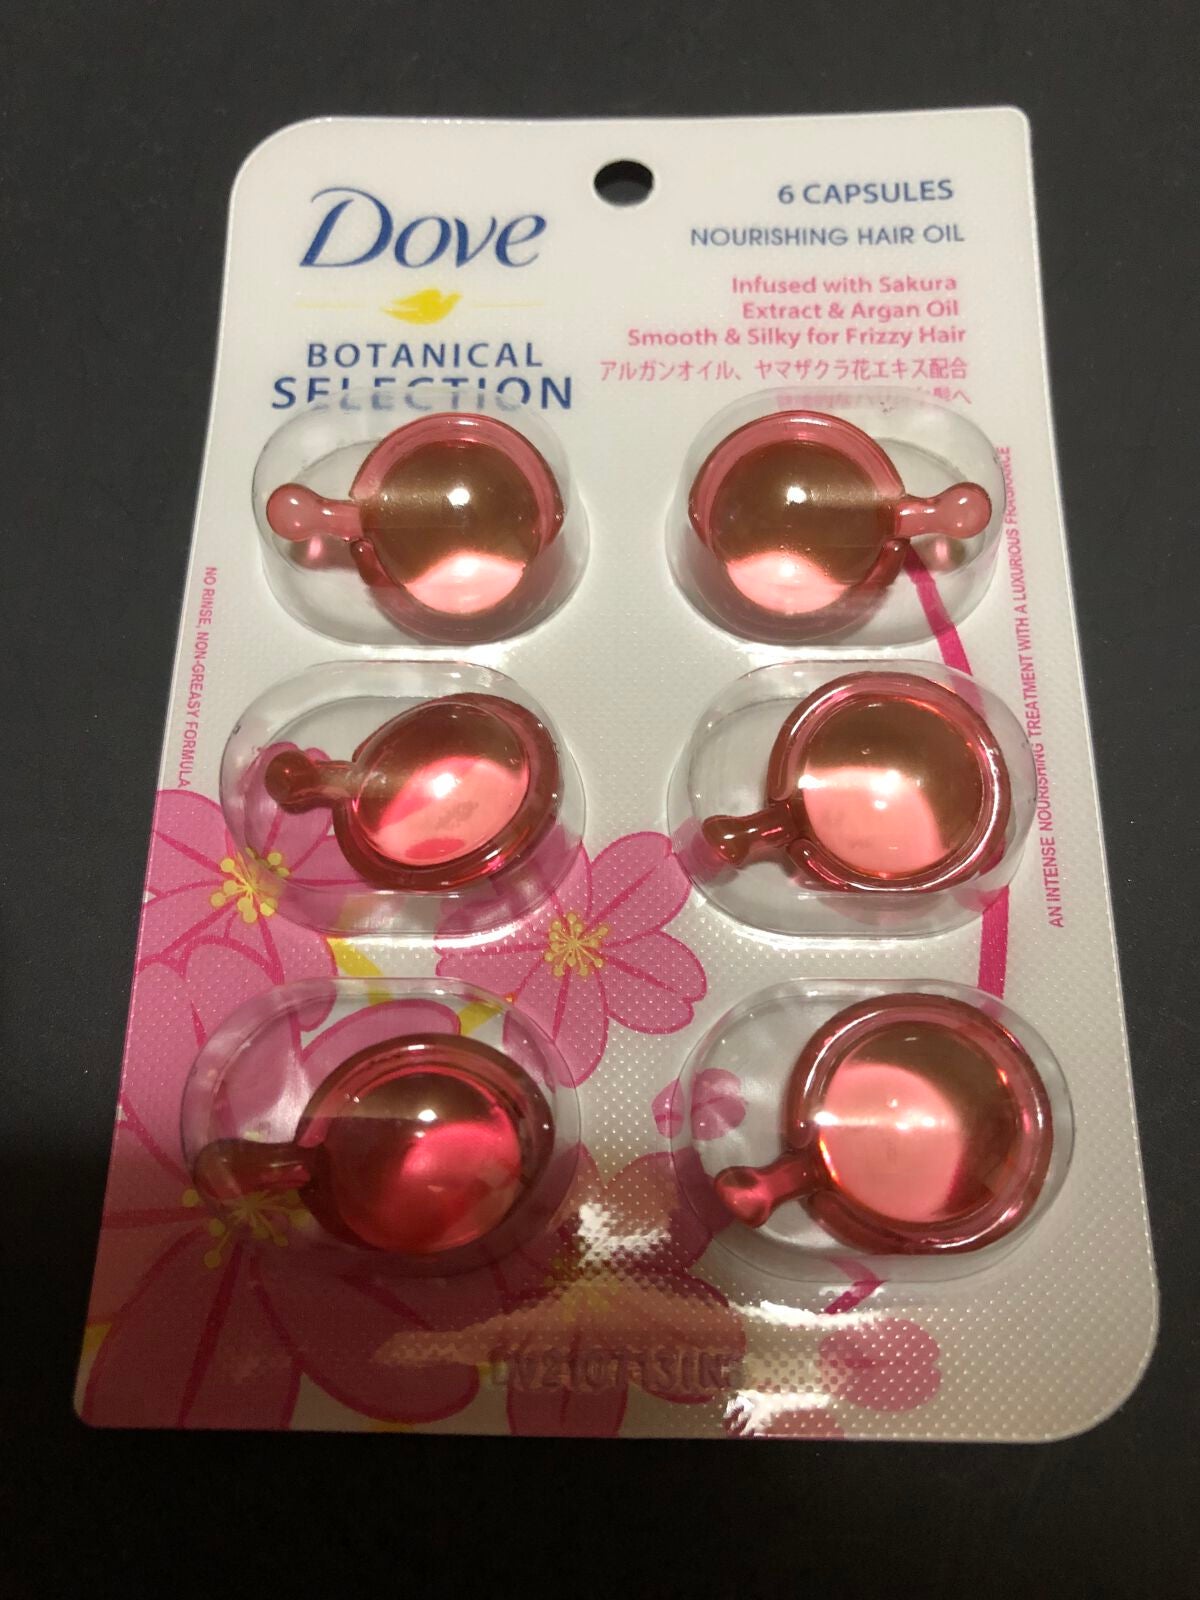 Dove
BOTANICAL
SELECTION
6 CAPSULES
NOURISHING HAIR OIL
Infused with Sakura
Extract & Argan Oil
Smooth & Silky for Frizzy Hair
アルガンオイル、ヤマザクラ花エキス配合
髪へ
NO RINSE, NON-GREASY FORMULA
AN INTENSE NOURISHING TREATMENT WITH A LUXURIOUS FRAGRANCE